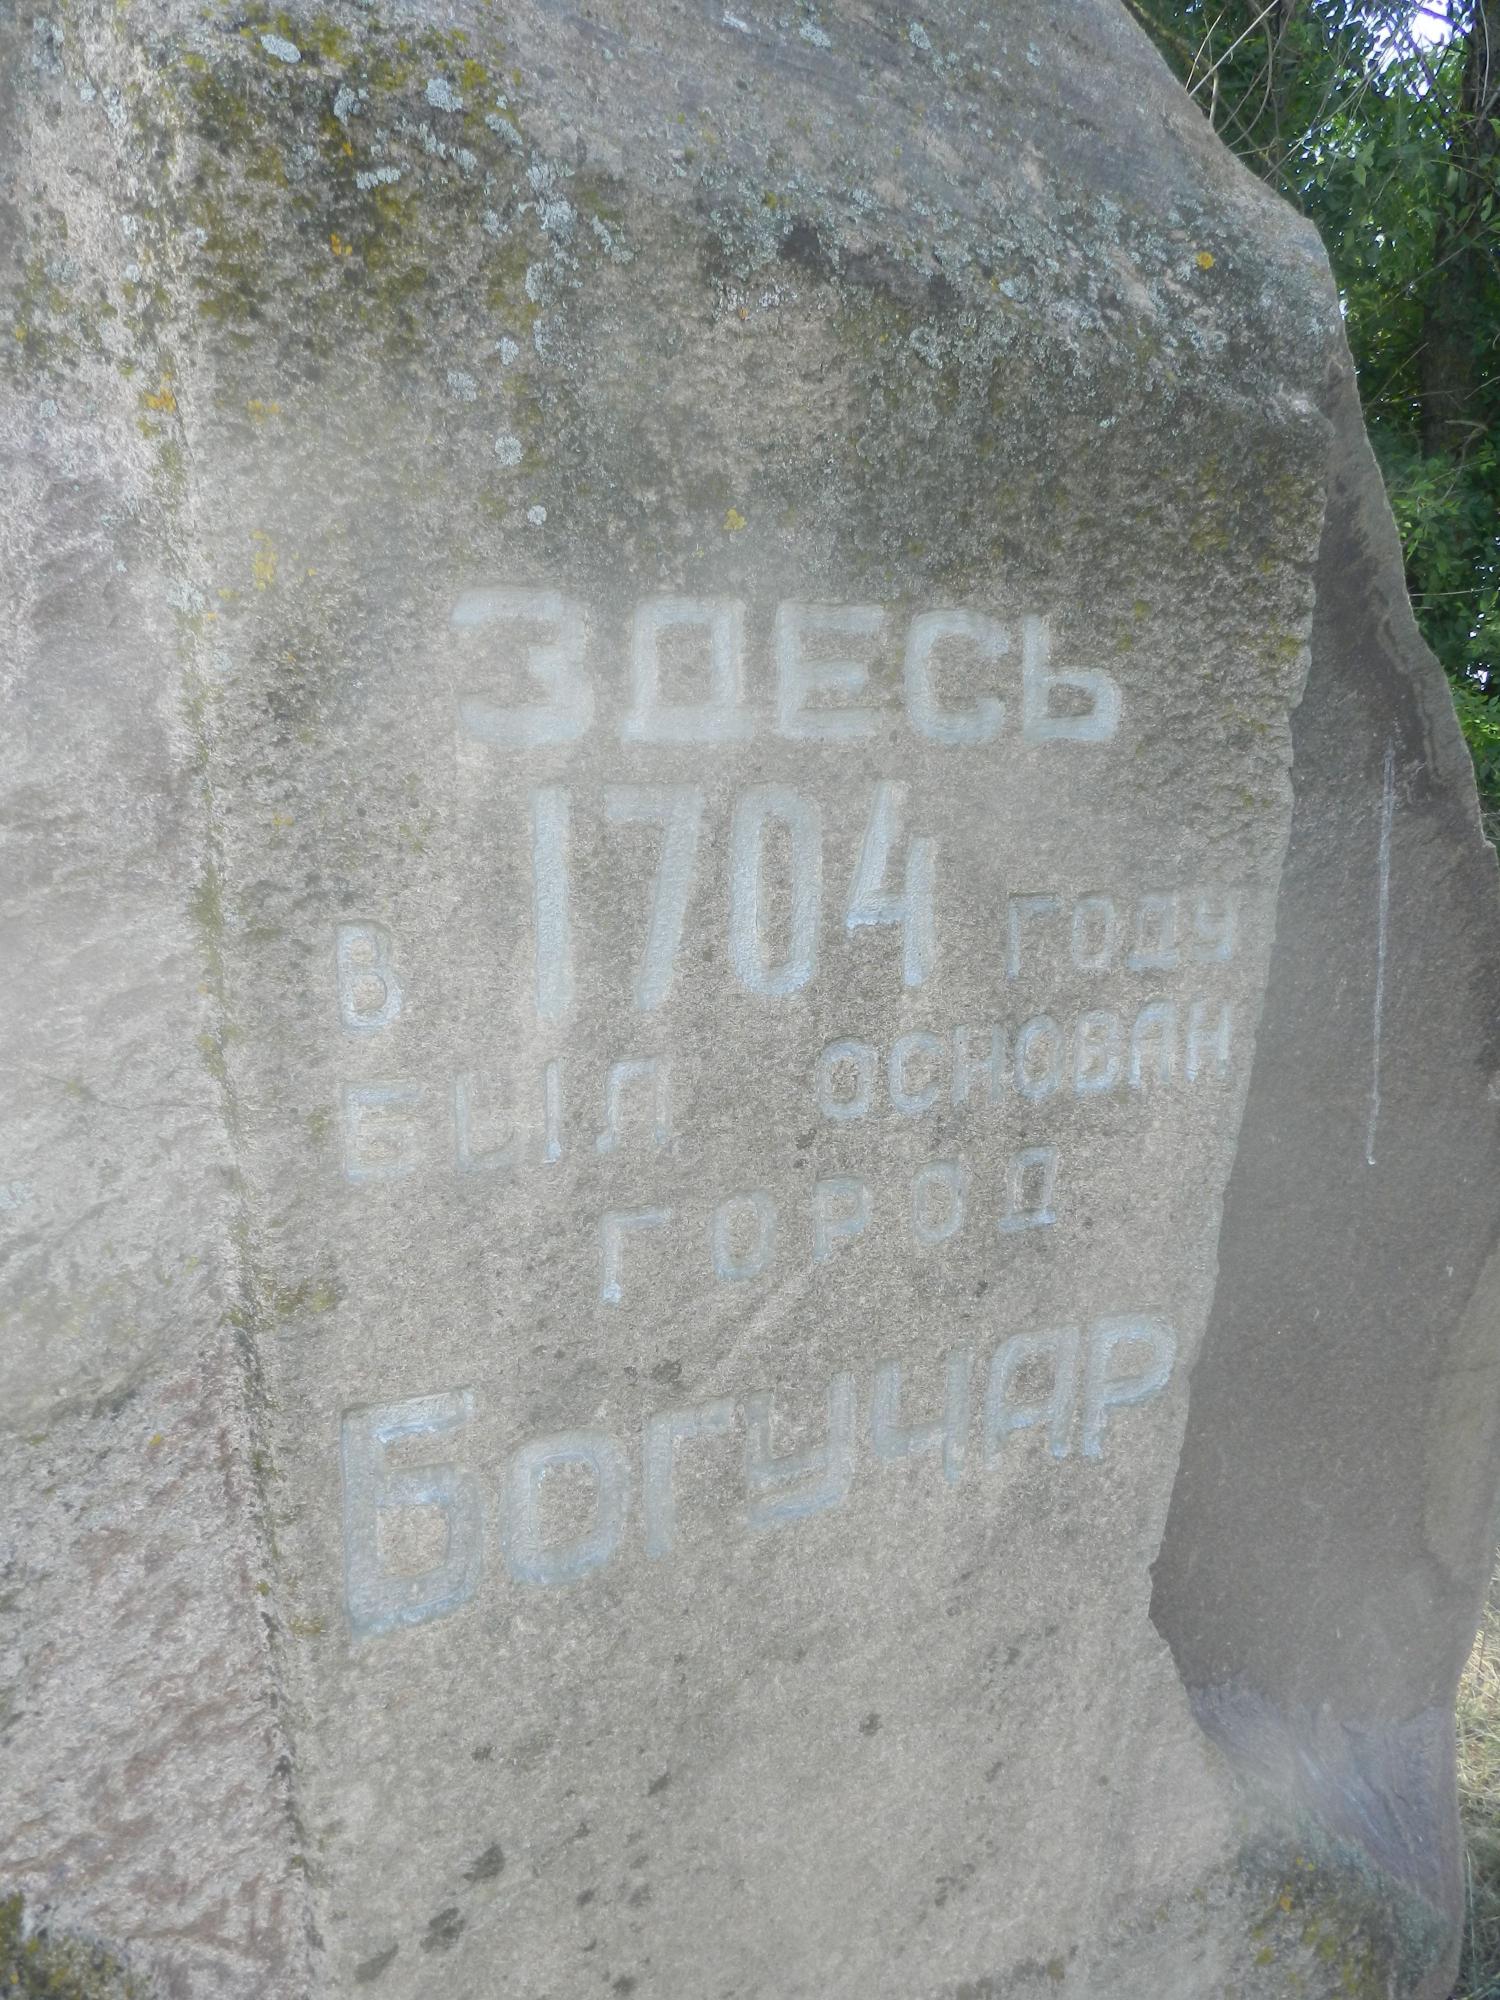 ЗДЕСЬ
В 1704 ГОДУ
БЫЛ ОСНОВАН
ГОРОД
БОГУЧАР